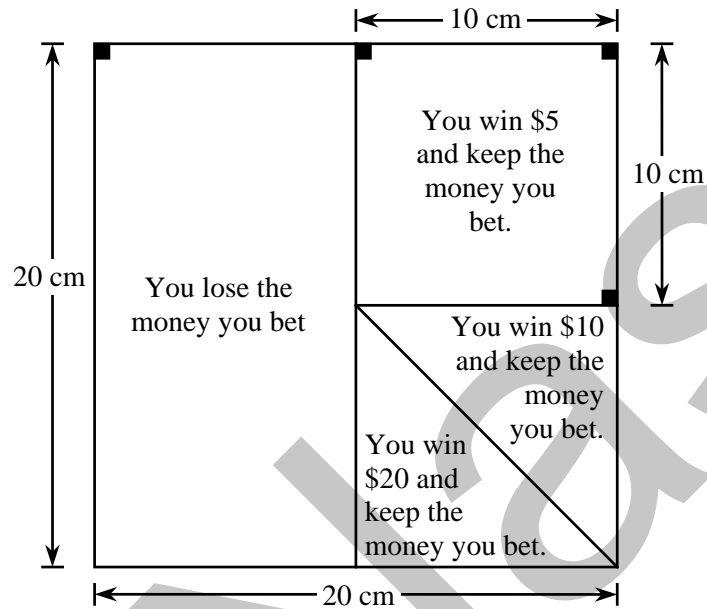 10 cm
You win $5
and keep the
money you
bet.
10 cm
20 cm
You lose the
money you bet
You win $10
and keep the
money
you bet.
You win
$20 and
keep the
money you bet.
20 cm